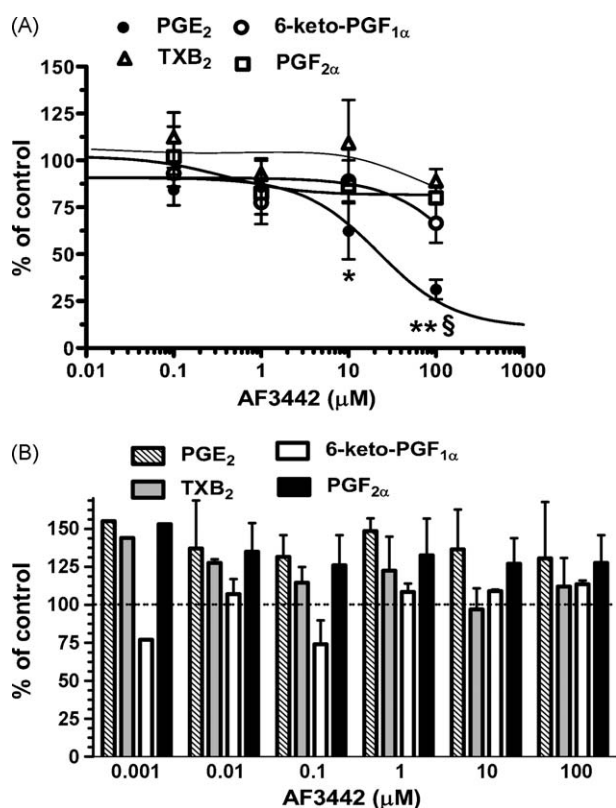 (A)
● PGE₂ ○ 6-keto-PGF₁α
△ TXB₂ □ PGF₂α
150
125
100
75
50
25
0
% of control
*
** §
0.01 0.1 1 10 100 1000
AF3442 (μM)
(B)
PGE₂ 6-keto-PGF₁α
TXB₂ PGF₂α
150
125
100
75
50
25
0
% of control
0.001 0.01 0.1 1 10 100
AF3442 (μM)